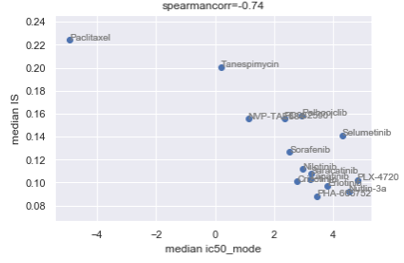 spearmancorr=-0.74
0.24
Paclitaxel
0.22
Tanespimycin
0.20
0.18
Palbociclib
0.16
Selumetinib
0.14
Sorafenib
median IS
0.12
Nilotinib
PLX-4720
0.10
Nutlin-3a
0.08
−4
−2
0
2
4
median ic50_mode